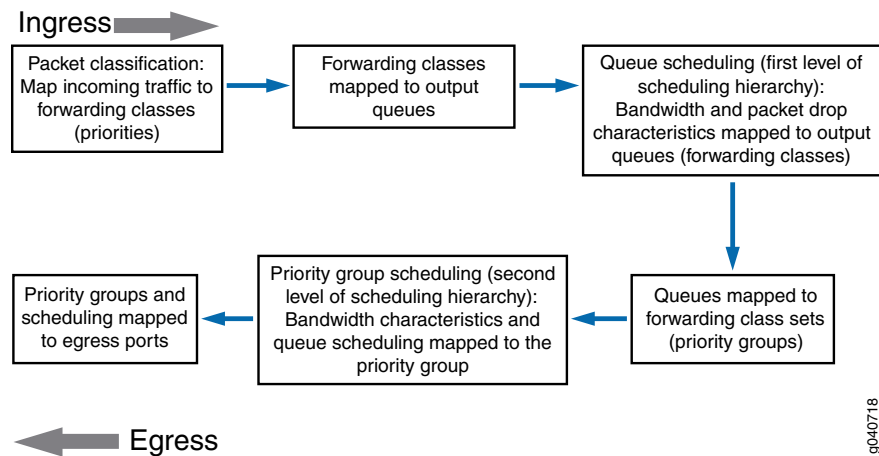 Ingress
Packet classification:
Map incoming traffic to
forwarding classes
(priorities)
Forwarding classes
mapped to output
queues
Queue scheduling (first level of
scheduling hierarchy):
Bandwidth and packet drop
characteristics mapped to output
queues (forwarding classes)
Queues mapped to
forwarding class sets
(priority groups)
Priority group scheduling (second
level of scheduling hierarchy):
Bandwidth characteristics and
queue scheduling mapped to the
priority group
Priority groups and
scheduling mapped
to egress ports
Egress
g040718